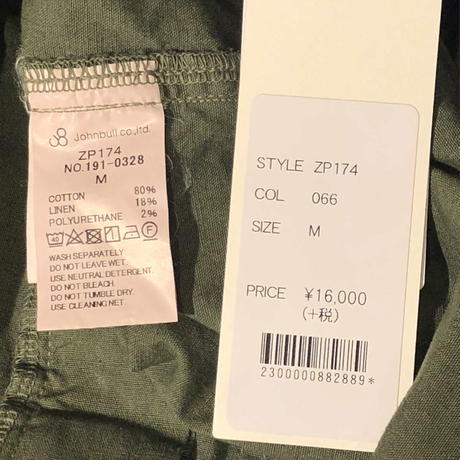 Johnbull co.,ltd.
ZP174
NO.191-0328
M
COTTON 80%
LINEN 18%
POLYURETHANE 2%
40
F
WASH SEPARATELY
DO NOT LEAVE WET.
USE NEUTRAL DETERGENT.
DO NOT BLEACH.
DO NOT TUMBLE DRY.
USE CLEANING NET.
STYLE ZP174
COL 066
SIZE M
PRICE ¥16,000
(+税)
2300000882889*